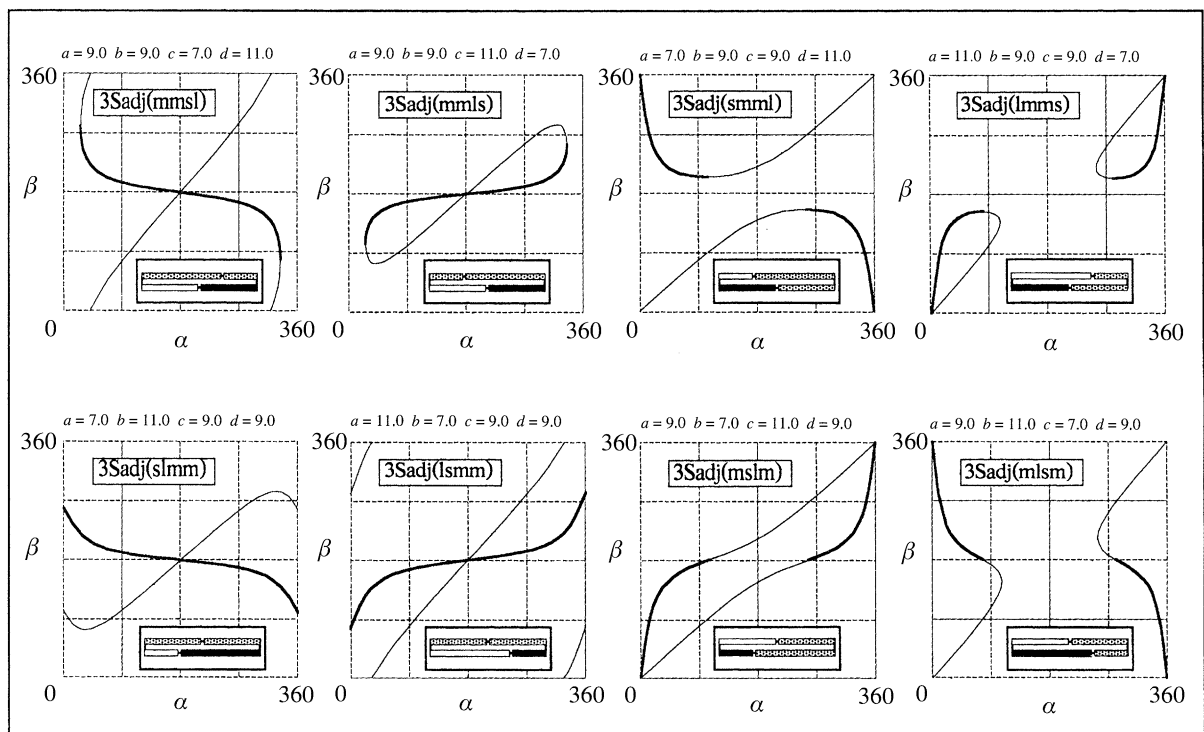 a = 9.0 b = 9.0 c = 7.0 d = 11.0
360
3Sadj(mmsl)
β
0
360
α
a = 9.0 b = 9.0 c = 11.0 d = 7.0
360
3Sadj(mmls)
β
0
360
α
a = 7.0 b = 9.0 c = 9.0 d = 11.0
360
3Sadj(smml)
β
0
360
α
a = 11.0 b = 9.0 c = 9.0 d = 7.0
360
3Sadj(lmms)
β
0
360
α
a = 7.0 b = 11.0 c = 9.0 d = 9.0
360
3Sadj(slmm)
β
0
360
α
a = 11.0 b = 7.0 c = 9.0 d = 9.0
360
3Sadj(lsmm)
β
0
360
α
a = 9.0 b = 7.0 c = 11.0 d = 9.0
360
3Sadj(mslm)
β
0
360
α
a = 9.0 b = 11.0 c = 7.0 d = 9.0
360
3Sadj(mlsm)
β
0
360
α